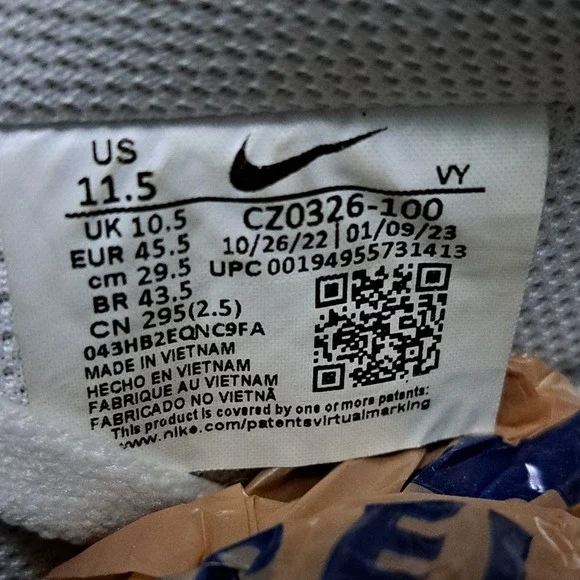 US
11.5
VY
UK 10.5
CZ0326-100
EUR 45.5
10/26/22 | 01/09/23
cm 29.5
UPC 00194955731413
BR 43.5
CN 295(2.5)
043HB2EQNC9FA
MADE IN VIETNAM
HECHO EN VIETNAM
FABRIQUE AU VIETNAM
FABRICADO NO VIETNÃ
This product is covered by one or more patents:
www.nike.com/patentsvirtualmarking